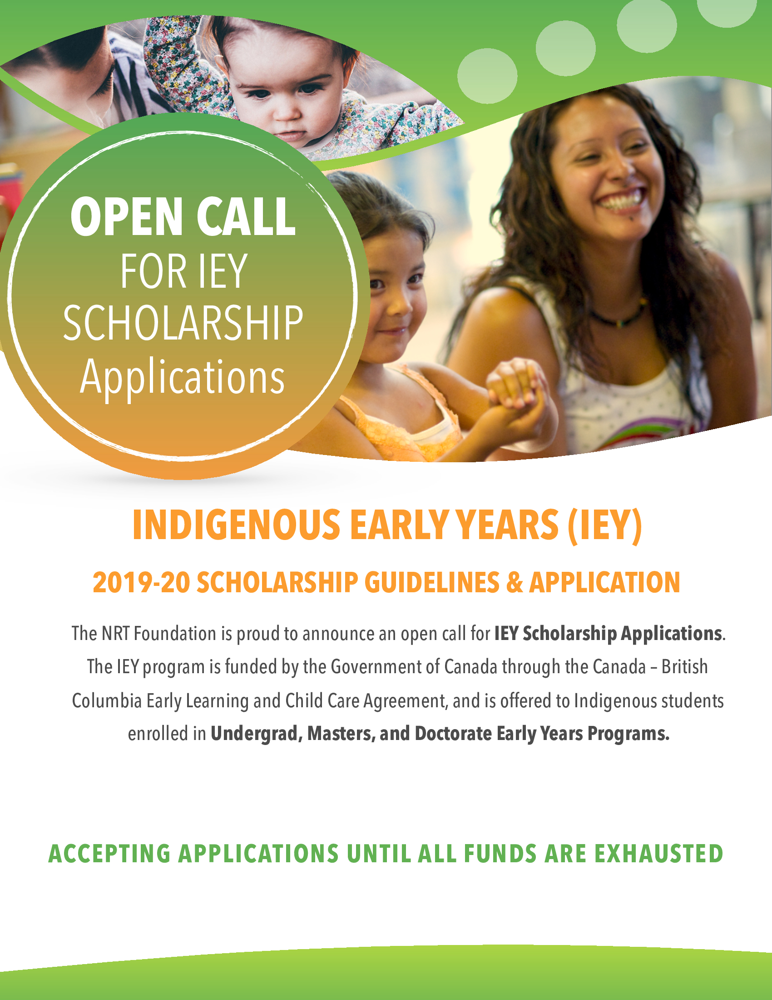 OPEN CALL
FOR IEY
SCHOLARSHIP
Applications
INDIGENOUS EARLY YEARS (IEY)
2019-20 SCHOLARSHIP GUIDELINES & APPLICATION
The NRT Foundation is proud to announce an open call for IEY Scholarship Applications.
The IEY program is funded by the Government of Canada through the Canada – British
Columbia Early Learning and Child Care Agreement, and is offered to Indigenous students
enrolled in Undergrad, Masters, and Doctorate Early Years Programs.
ACCEPTING APPLICATIONS UNTIL ALL FUNDS ARE EXHAUSTED